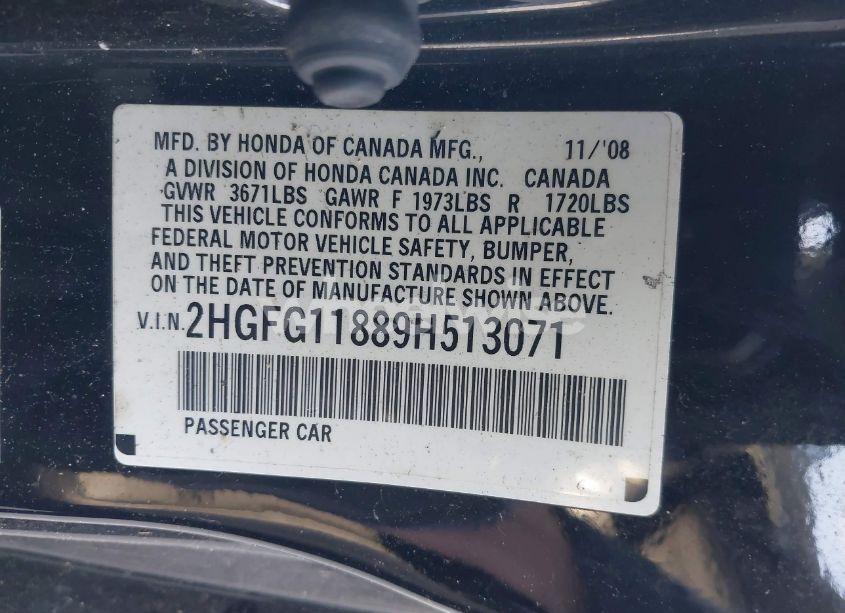 MFD. BY HONDA OF CANADA MFG., 11/'08
A DIVISION OF HONDA CANADA INC. CANADA
GVWR 3671LBS GAWR F 1973LBS R 1720LBS
THIS VEHICLE CONFORMS TO ALL APPLICABLE
FEDERAL MOTOR VEHICLE SAFETY, BUMPER,
AND THEFT PREVENTION STANDARDS IN EFFECT
ON THE DATE OF MANUFACTURE SHOWN ABOVE.
V.I.N. 2HGFG11889H513071
PASSENGER CAR